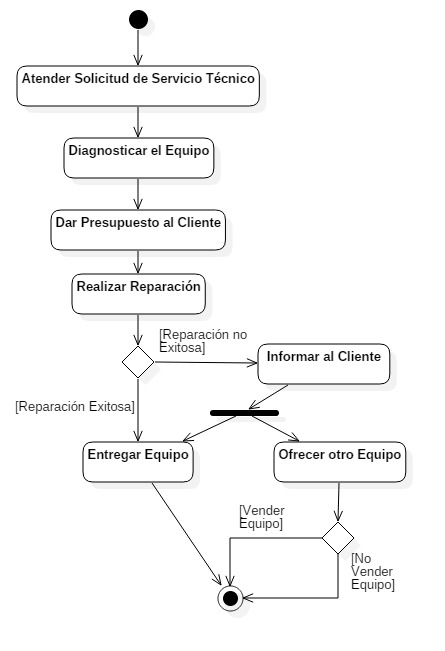 Atender Solicitud de Servicio Técnico
Diagnosticar el Equipo
Dar Presupuesto al Cliente
Realizar Reparación
[Reparación no
Exitosa]
Informar al Cliente
[Reparación Exitosa]
Entregar Equipo
Ofrecer otro Equipo
[Vender
Equipo]
[No
Vender
Equipo]